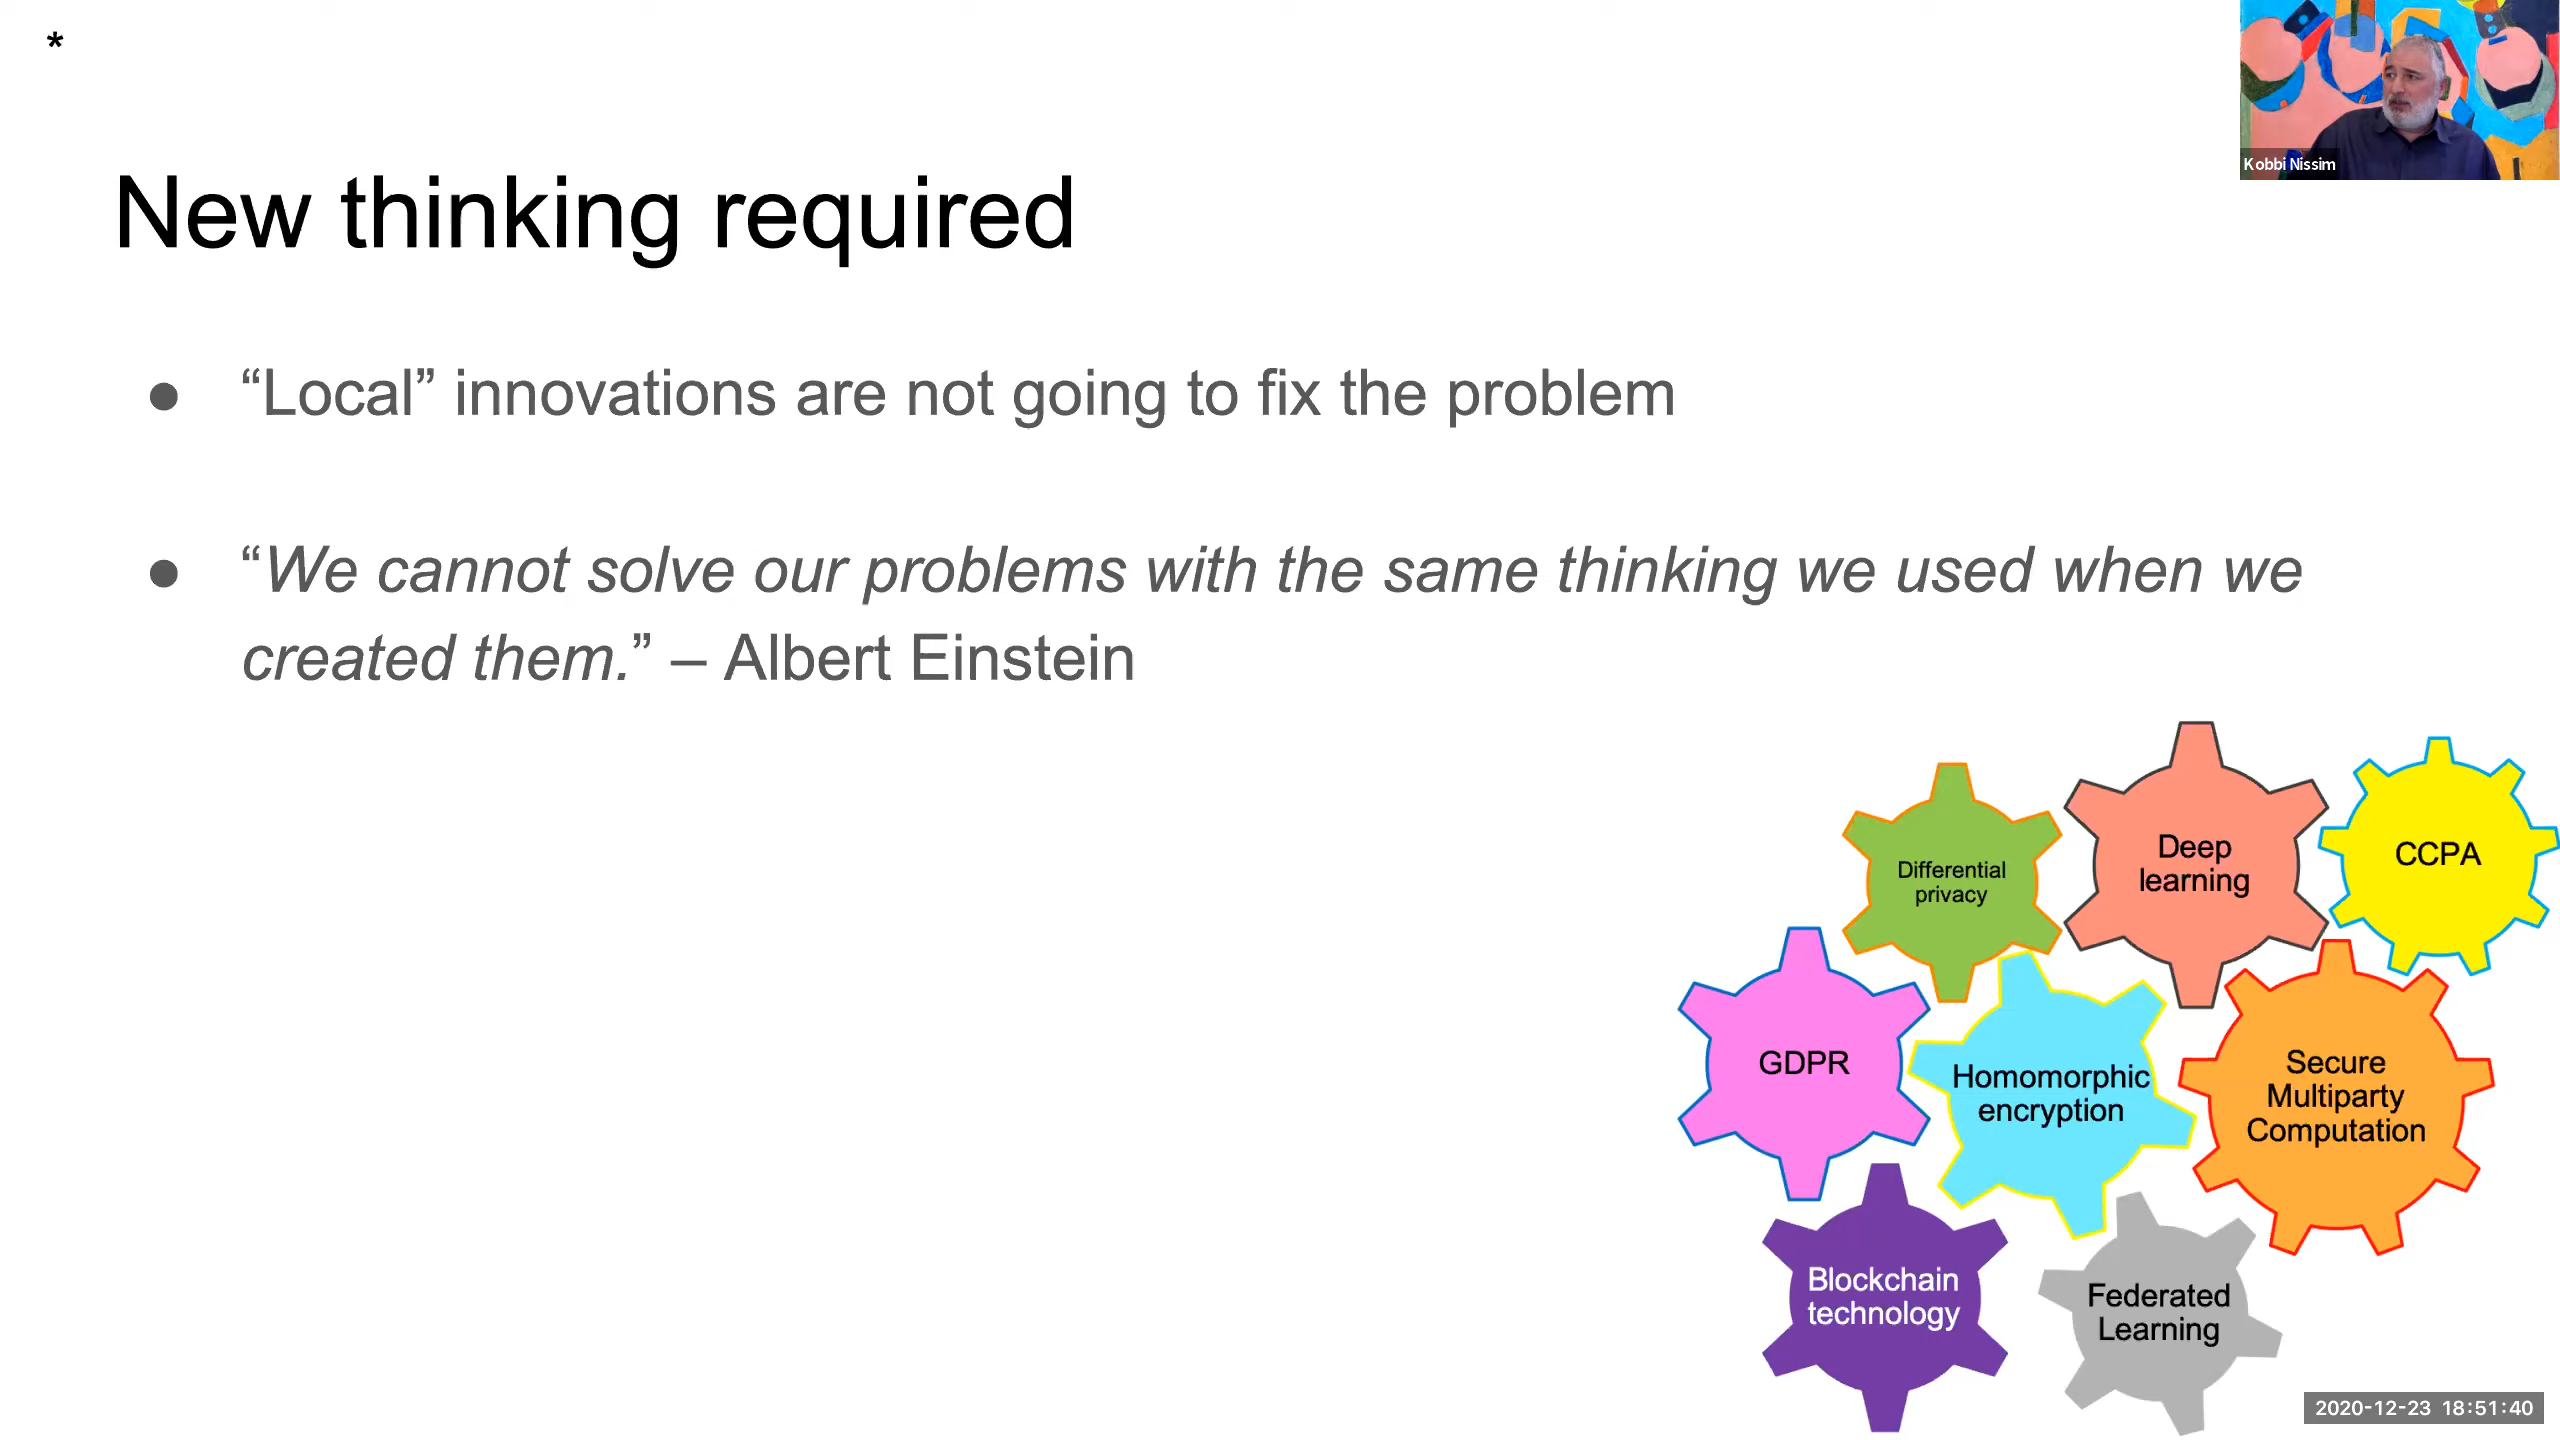 *
Kobbi Nissim
New thinking required
● “Local” innovations are not going to fix the problem
● “We cannot solve our problems with the same thinking we used when we
created them.” – Albert Einstein
Differential
privacy
Deep
learning
CCPA
GDPR
Homomorphic
encryption
Secure
Multiparty
Computation
Blockchain
technology
Federated
Learning
2020-12-23 18:51:40